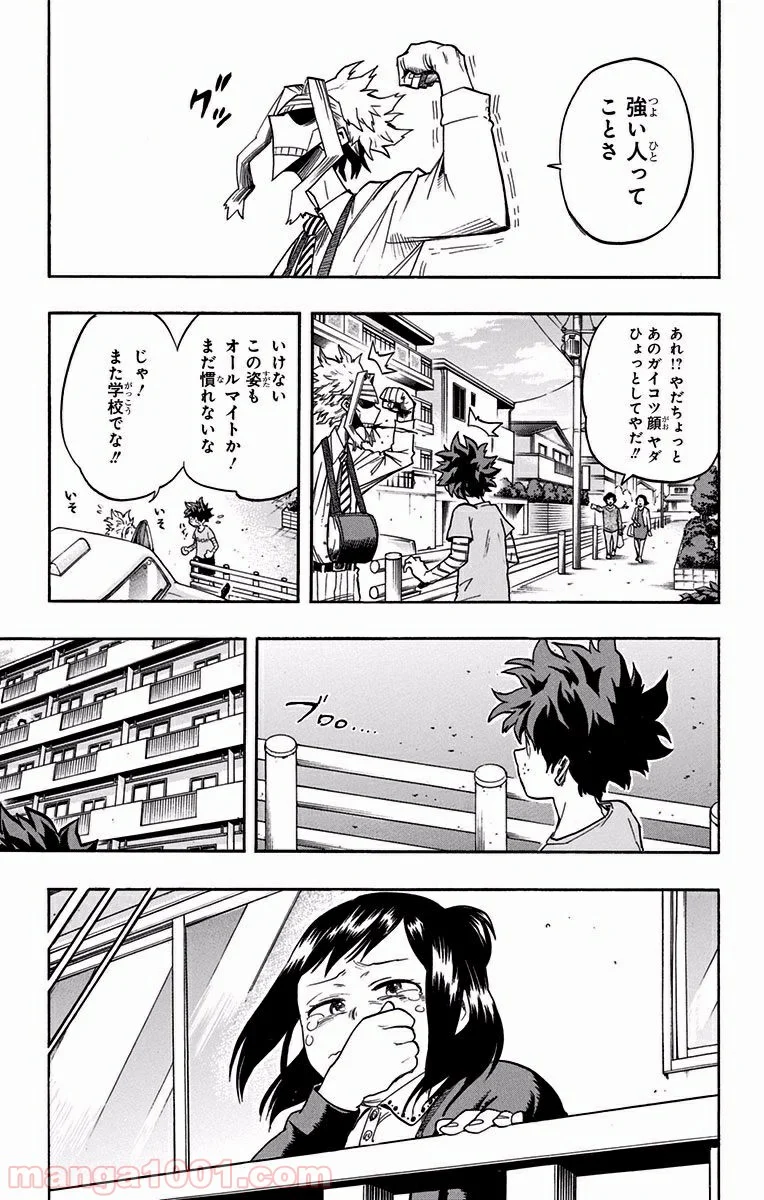 強い人って
ことさ
グッ
あれ!?やだちょっと
あのガイコツ顔ヤダ
ひょっとしてやだ!!
いけない
この姿も
オールマイトか!
まだ慣れないな
じゃ!
また学校でな!!
いそ
いそ
ブロロ....
manga1001.com